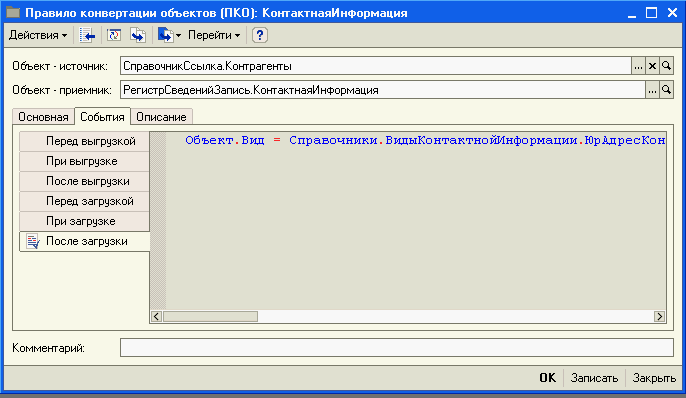 Правило конвертации объектов (ПКО): КонтактнаяИнформация
Действия Перейти ?
Объект - источник: СправочникСсылка.Контрагенты ... x
Объект - приемник: РегистрСведенийЗапись.КонтактнаяИнформация ...
Основная События Описание
Перед выгрузкой
При выгрузке
После выгрузки
Перед загрузкой
При загрузке
После загрузки
Объект.Вид = Справочники.ВидыКонтактнойИнформации.ЮрАдресКон
Комментарий:
OK Записать Закрыть